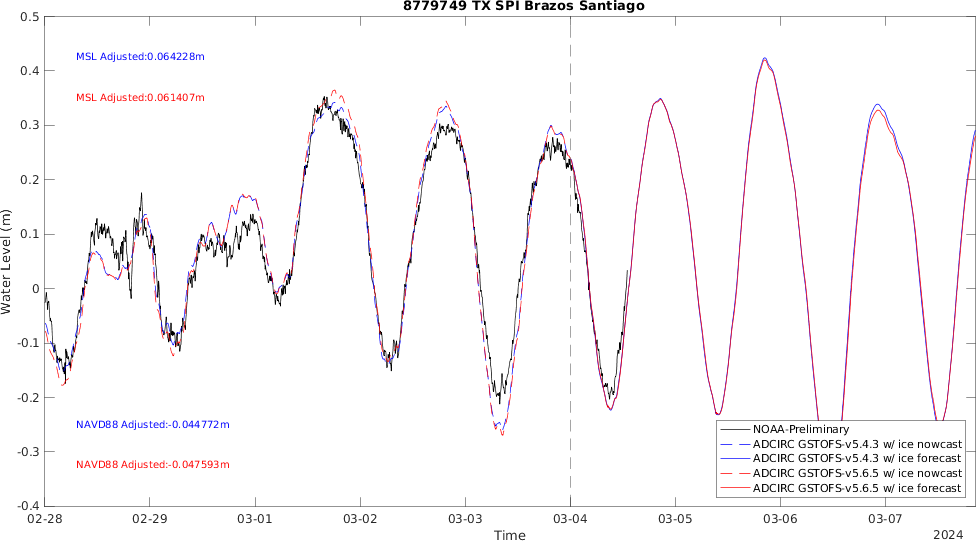 8779749 TX SPI Brazos Santiago
0.5
0.4
0.3
0.2
0.1
0
-0.1
-0.2
-0.3
-0.4
Water Level (m)
MSL Adjusted:0.064228m
MSL Adjusted:0.061407m
NAVD88 Adjusted:-0.044772m
NAVD88 Adjusted:-0.047593m
NOAA-Preliminary
ADCIRC GSTOFS-v5.4.3 w/ ice nowcast
ADCIRC GSTOFS-v5.4.3 w/ ice forecast
ADCIRC GSTOFS-v5.6.5 w/ ice nowcast
ADCIRC GSTOFS-v5.6.5 w/ ice forecast
02-28 02-29 03-01 03-02 03-03 03-04 03-05 03-06 03-07
Time
2024